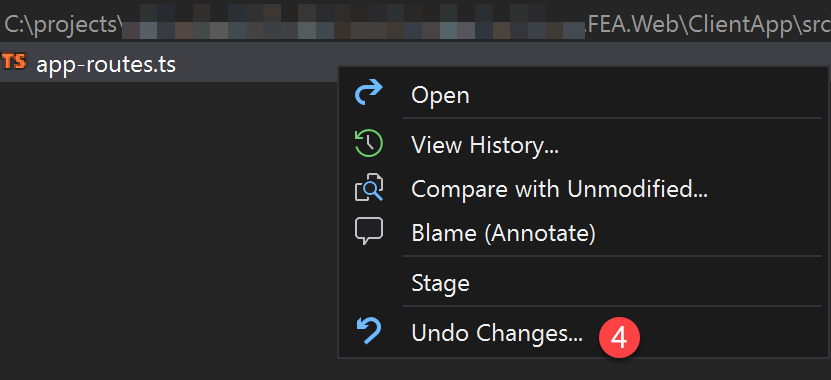 C:\projects\ .FEA.Web\ClientApp\src
TS app-routes.ts
Open
View History...
Compare with Unmodified...
Blame (Annotate)
Stage
Undo Changes... 4